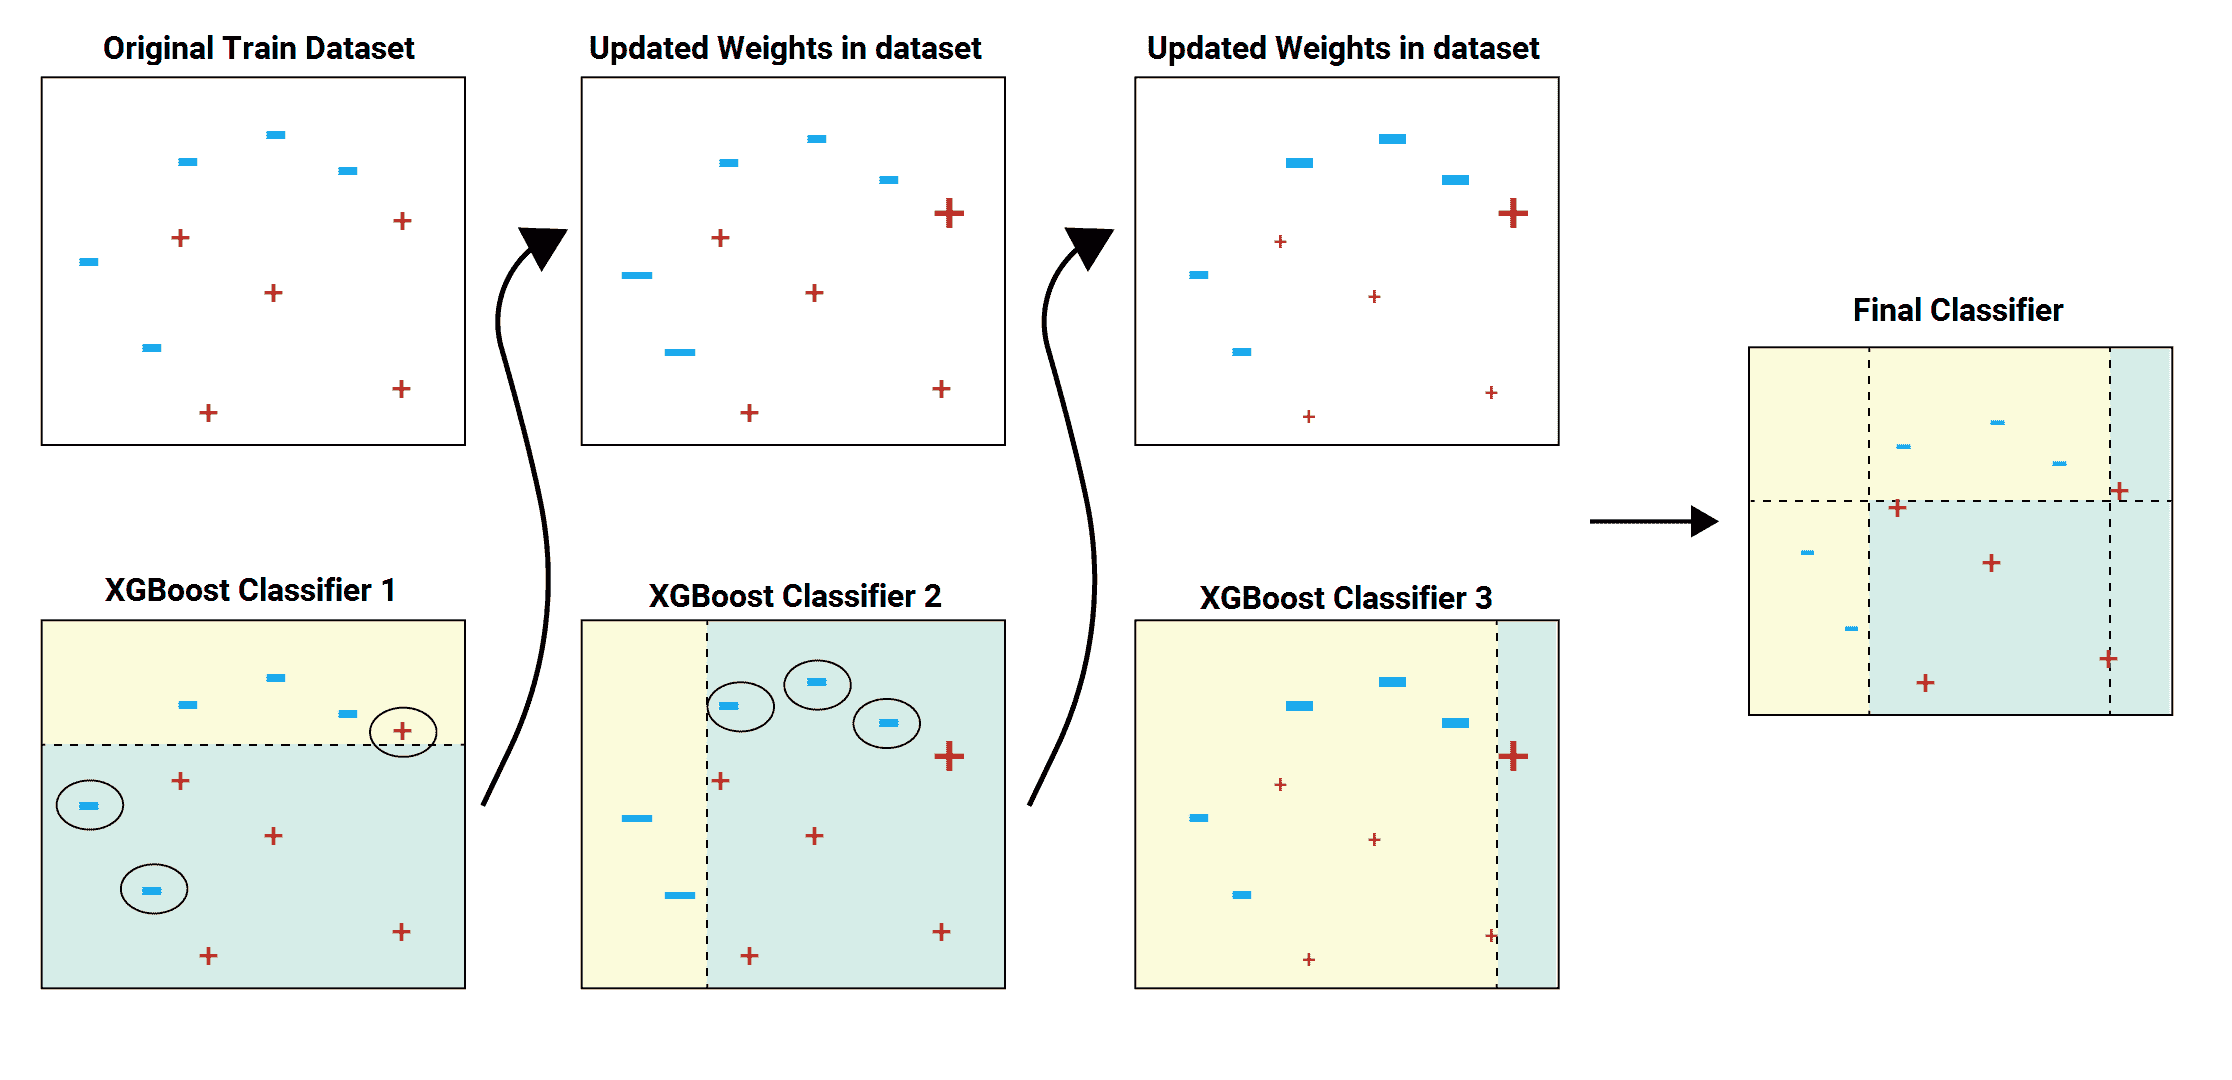 Original Train Dataset
Updated Weights in dataset
Updated Weights in dataset
Final Classifier
XGBoost Classifier 1
XGBoost Classifier 2
XGBoost Classifier 3